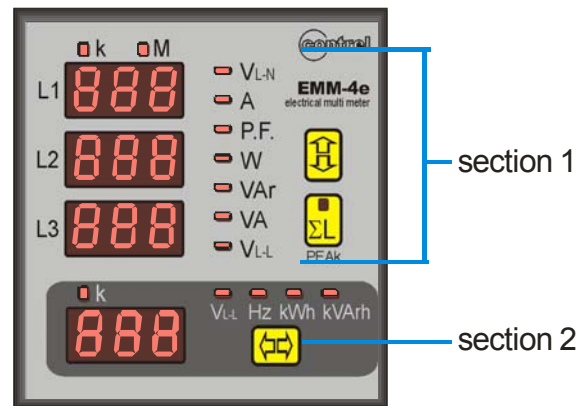 k M
contrel
L1 888
V L-N
A
EMM-4e
electrical multi meter
P.F.
L2 888
W
section 1
VAr
L3 888
VA
ΣL
V L-L
PEAk
k
888
V L-L Hz kWh kVArh
section 2